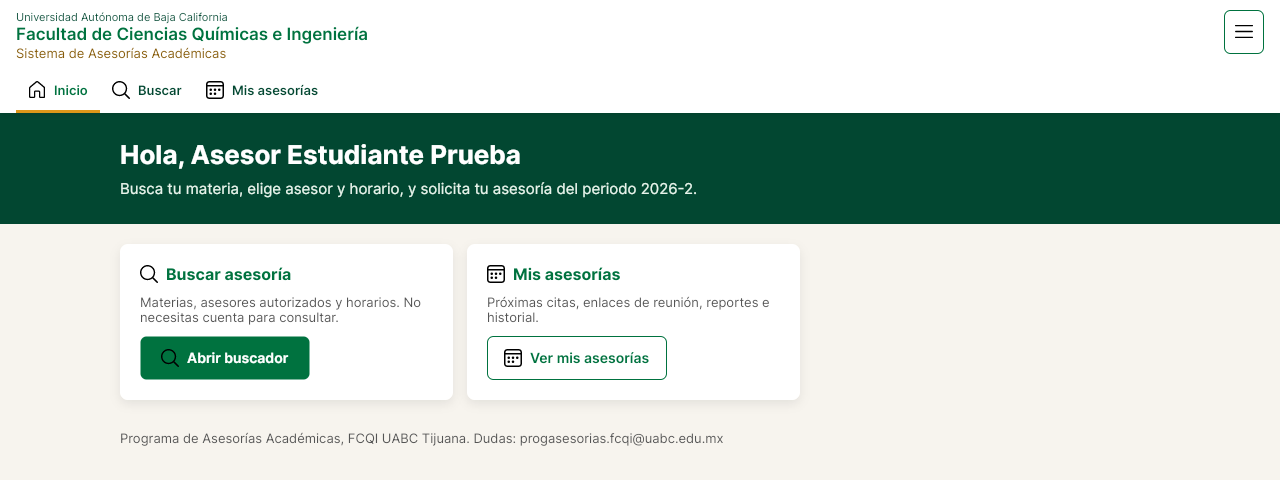 Universidad Autónoma de Baja California
Facultad de Ciencias Químicas e Ingeniería
Sistema de Asesorías Académicas
Inicio Buscar Mis asesorías
Hola, Asesor Estudiante Prueba
Busca tu materia, elige asesor y horario, y solicita tu asesoría del periodo 2026-2.
Buscar asesoría
Materias, asesores autorizados y horarios. No
necesitas cuenta para consultar.
Abrir buscador
Mis asesorías
Próximas citas, enlaces de reunión, reportes e
historial.
Ver mis asesorías
Programa de Asesorías Académicas, FCQI UABC Tijuana. Dudas: progasesorias.fcqi@uabc.edu.mx